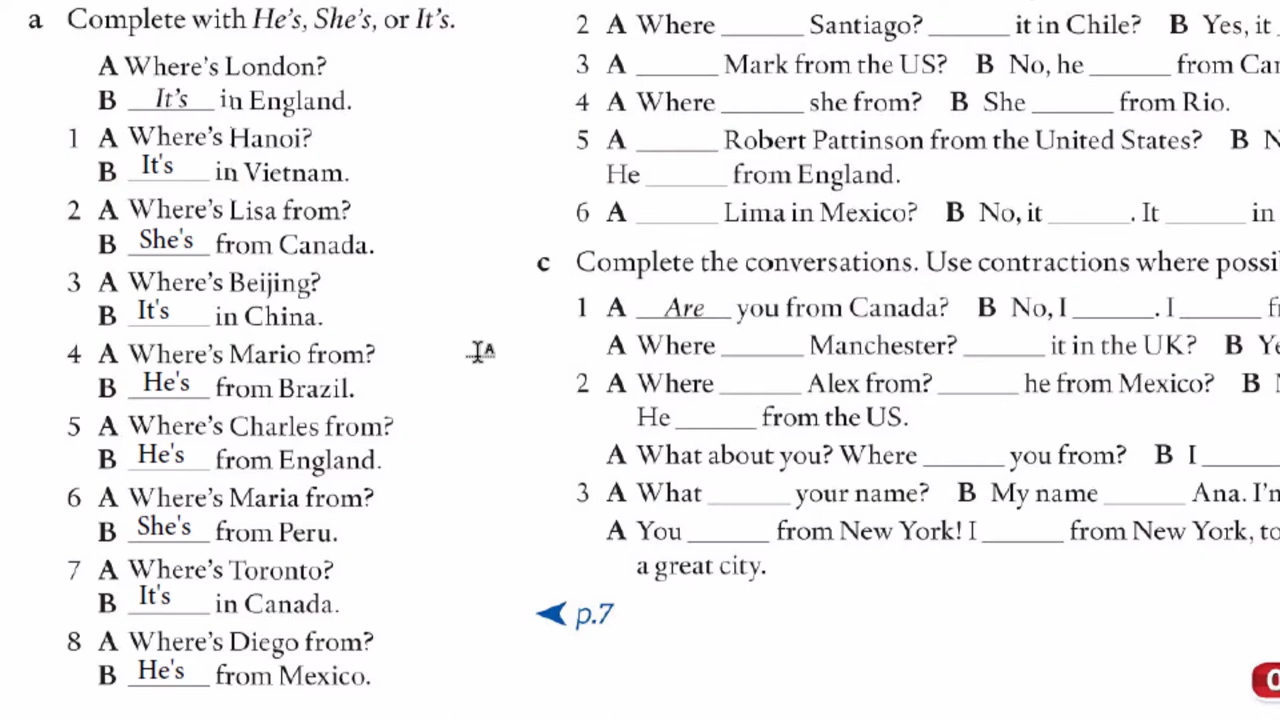 a Complete with He's, She's, or It's.
A Where's London?
B It's in England.
1 A Where's Hanoi?
B It's in Vietnam.
2 A Where's Lisa from?
B She's from Canada.
3 A Where's Beijing?
B It's in China.
4 A Where's Mario from?
B He's from Brazil.
5 A Where's Charles from?
B He's from England.
6 A Where's Maria from?
B She's from Peru.
7 A Where's Toronto?
B It's in Canada.
8 A Where's Diego from?
B He's from Mexico.
2 A Where ______ Santiago? ______ it in Chile? B Yes, it
3 A ______ Mark from the US? B No, he ______ from
4 A Where ______ she from? B She ______ from Rio.
5 A ______ Robert Pattinson from the United States? B
He ______ from England.
6 A ______ Lima in Mexico? B No, it ______. It ______ in
c Complete the conversations. Use contractions where
1 A Are you from Canada? B No, I ______. I ______
A Where ______ Manchester? ______ it in the UK? B
2 A Where ______ Alex from? ______ he from Mexico? B
He ______ from the US.
A What about you? Where ______ you from? B I ______
3 A What ______ your name? B My name ______ Ana. I'm
A You ______ from New York! I ______ from New York,
a great city.
p.7